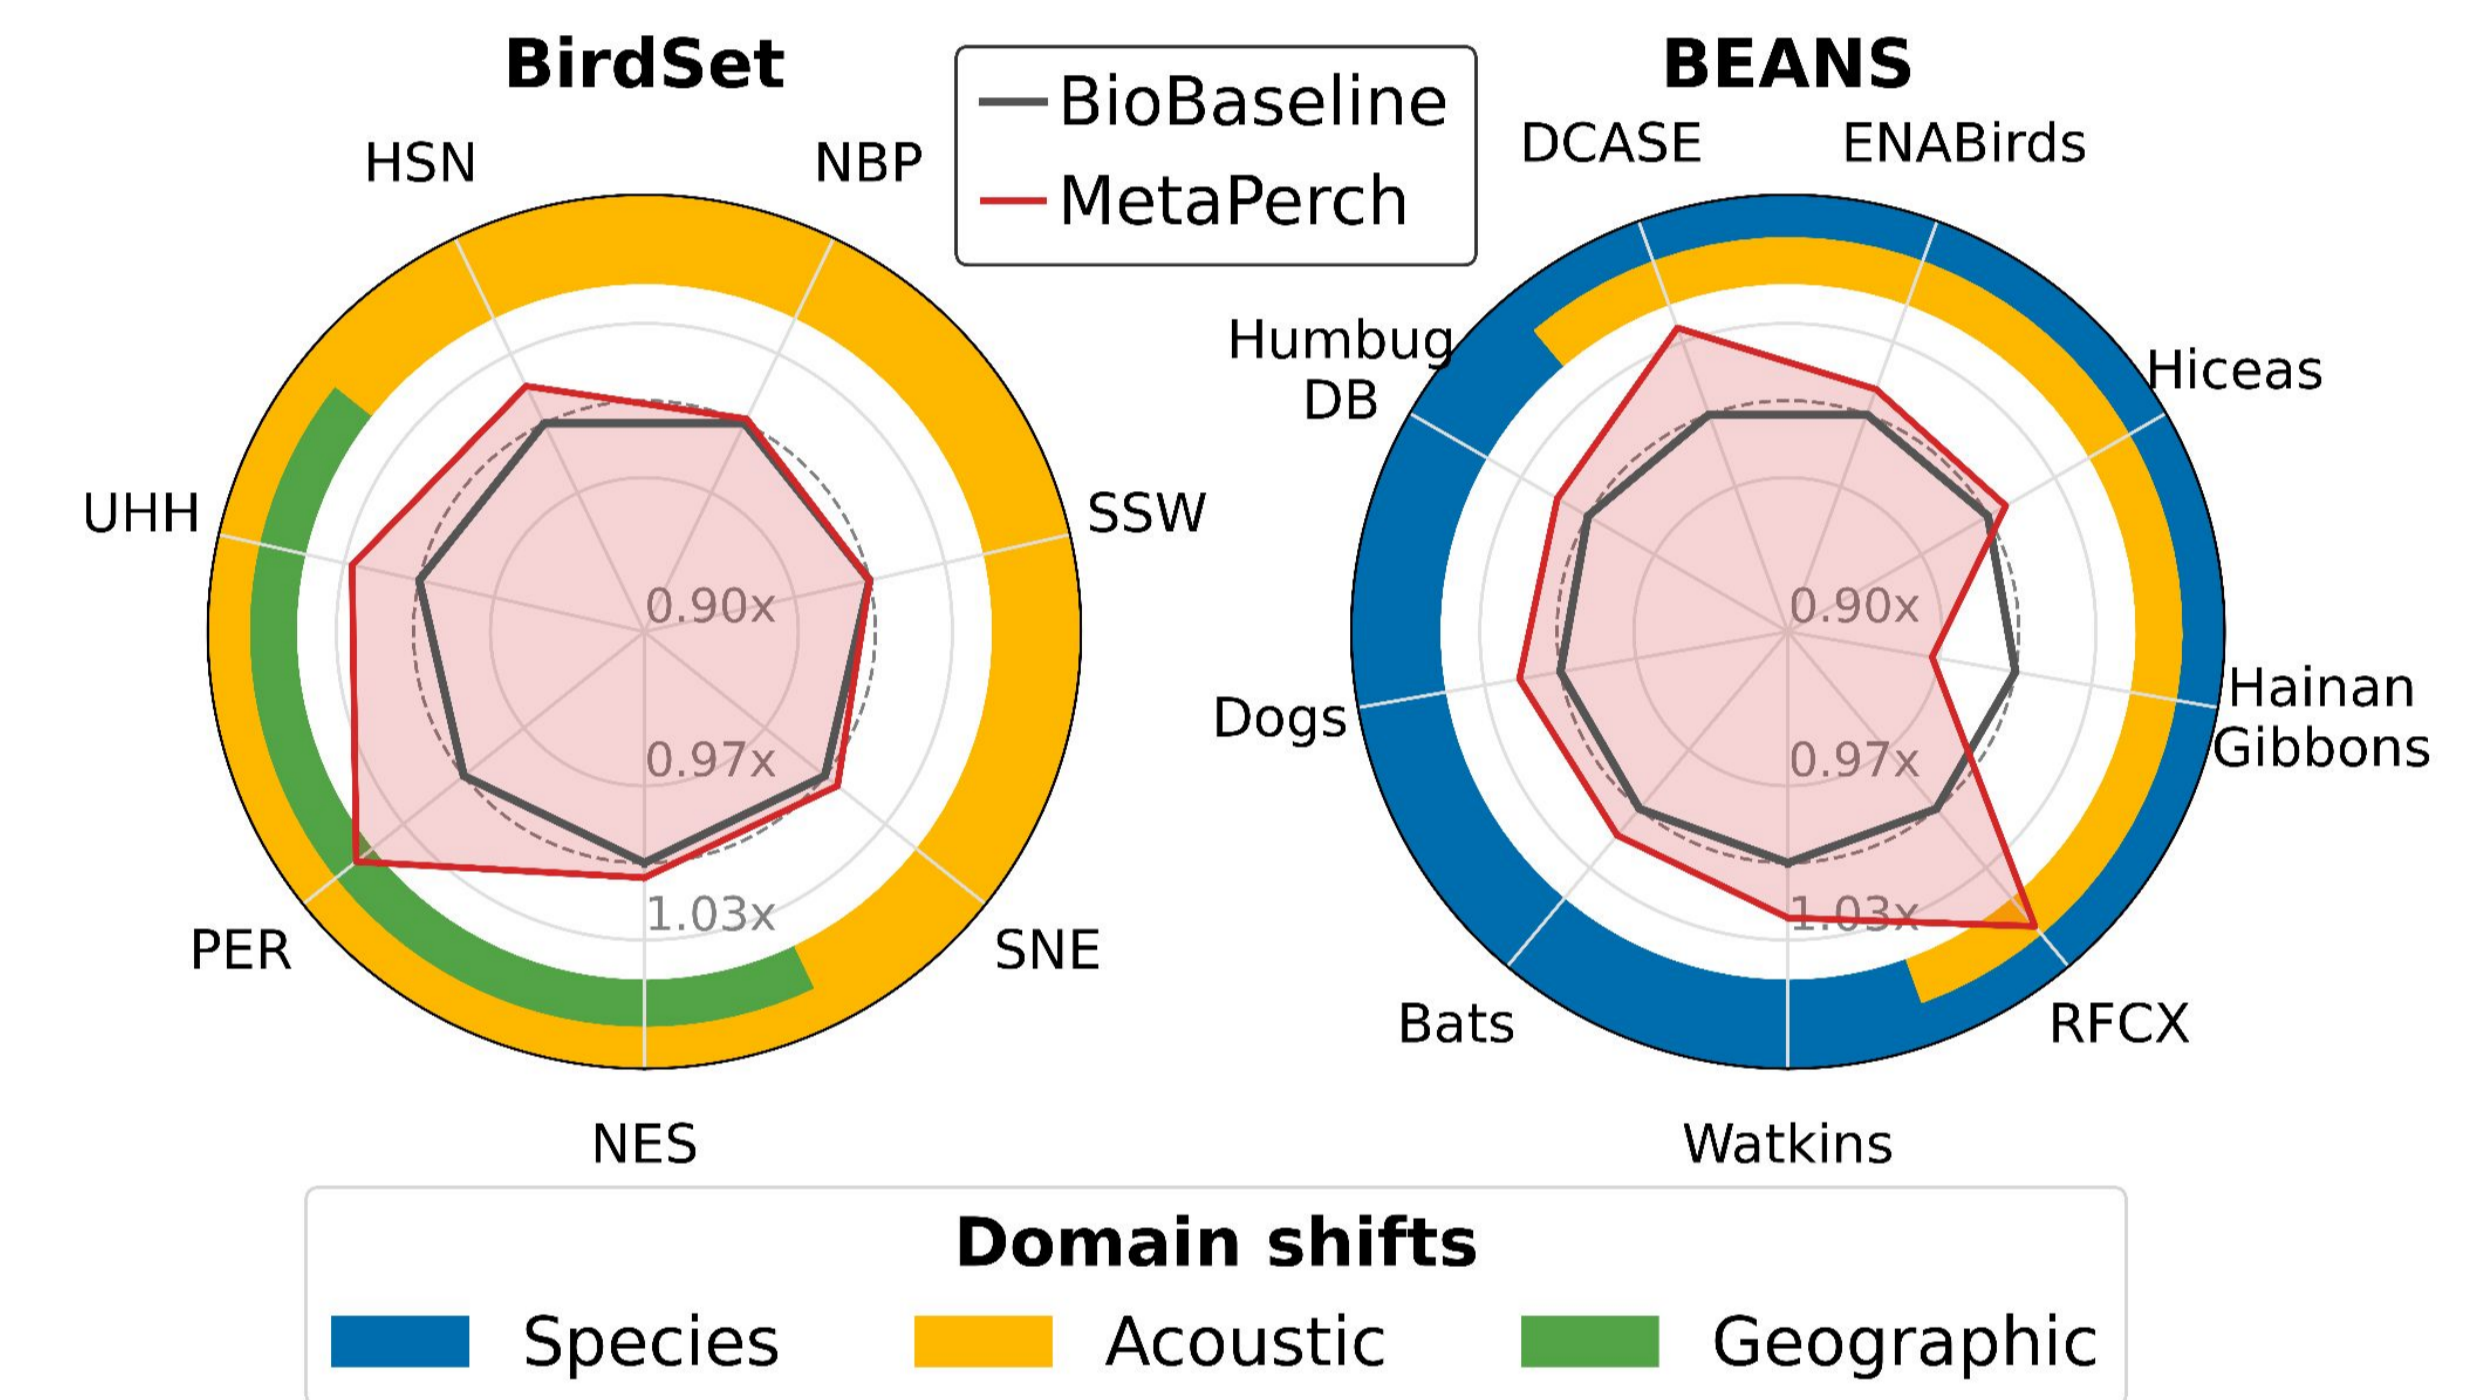 BirdSet
BioBaseline
MetaPerch
BEANS
HSN
NBP
UHH
SSW
PER
SNE
NES
0.90x
0.97x
1.03x
DCASE
ENABirds
Humbug
DB
Hiceas
Dogs
Hainan
Gibbons
Bats
RFCX
Watkins
0.90x
0.97x
1.03x
Domain shifts
Species
Acoustic
Geographic